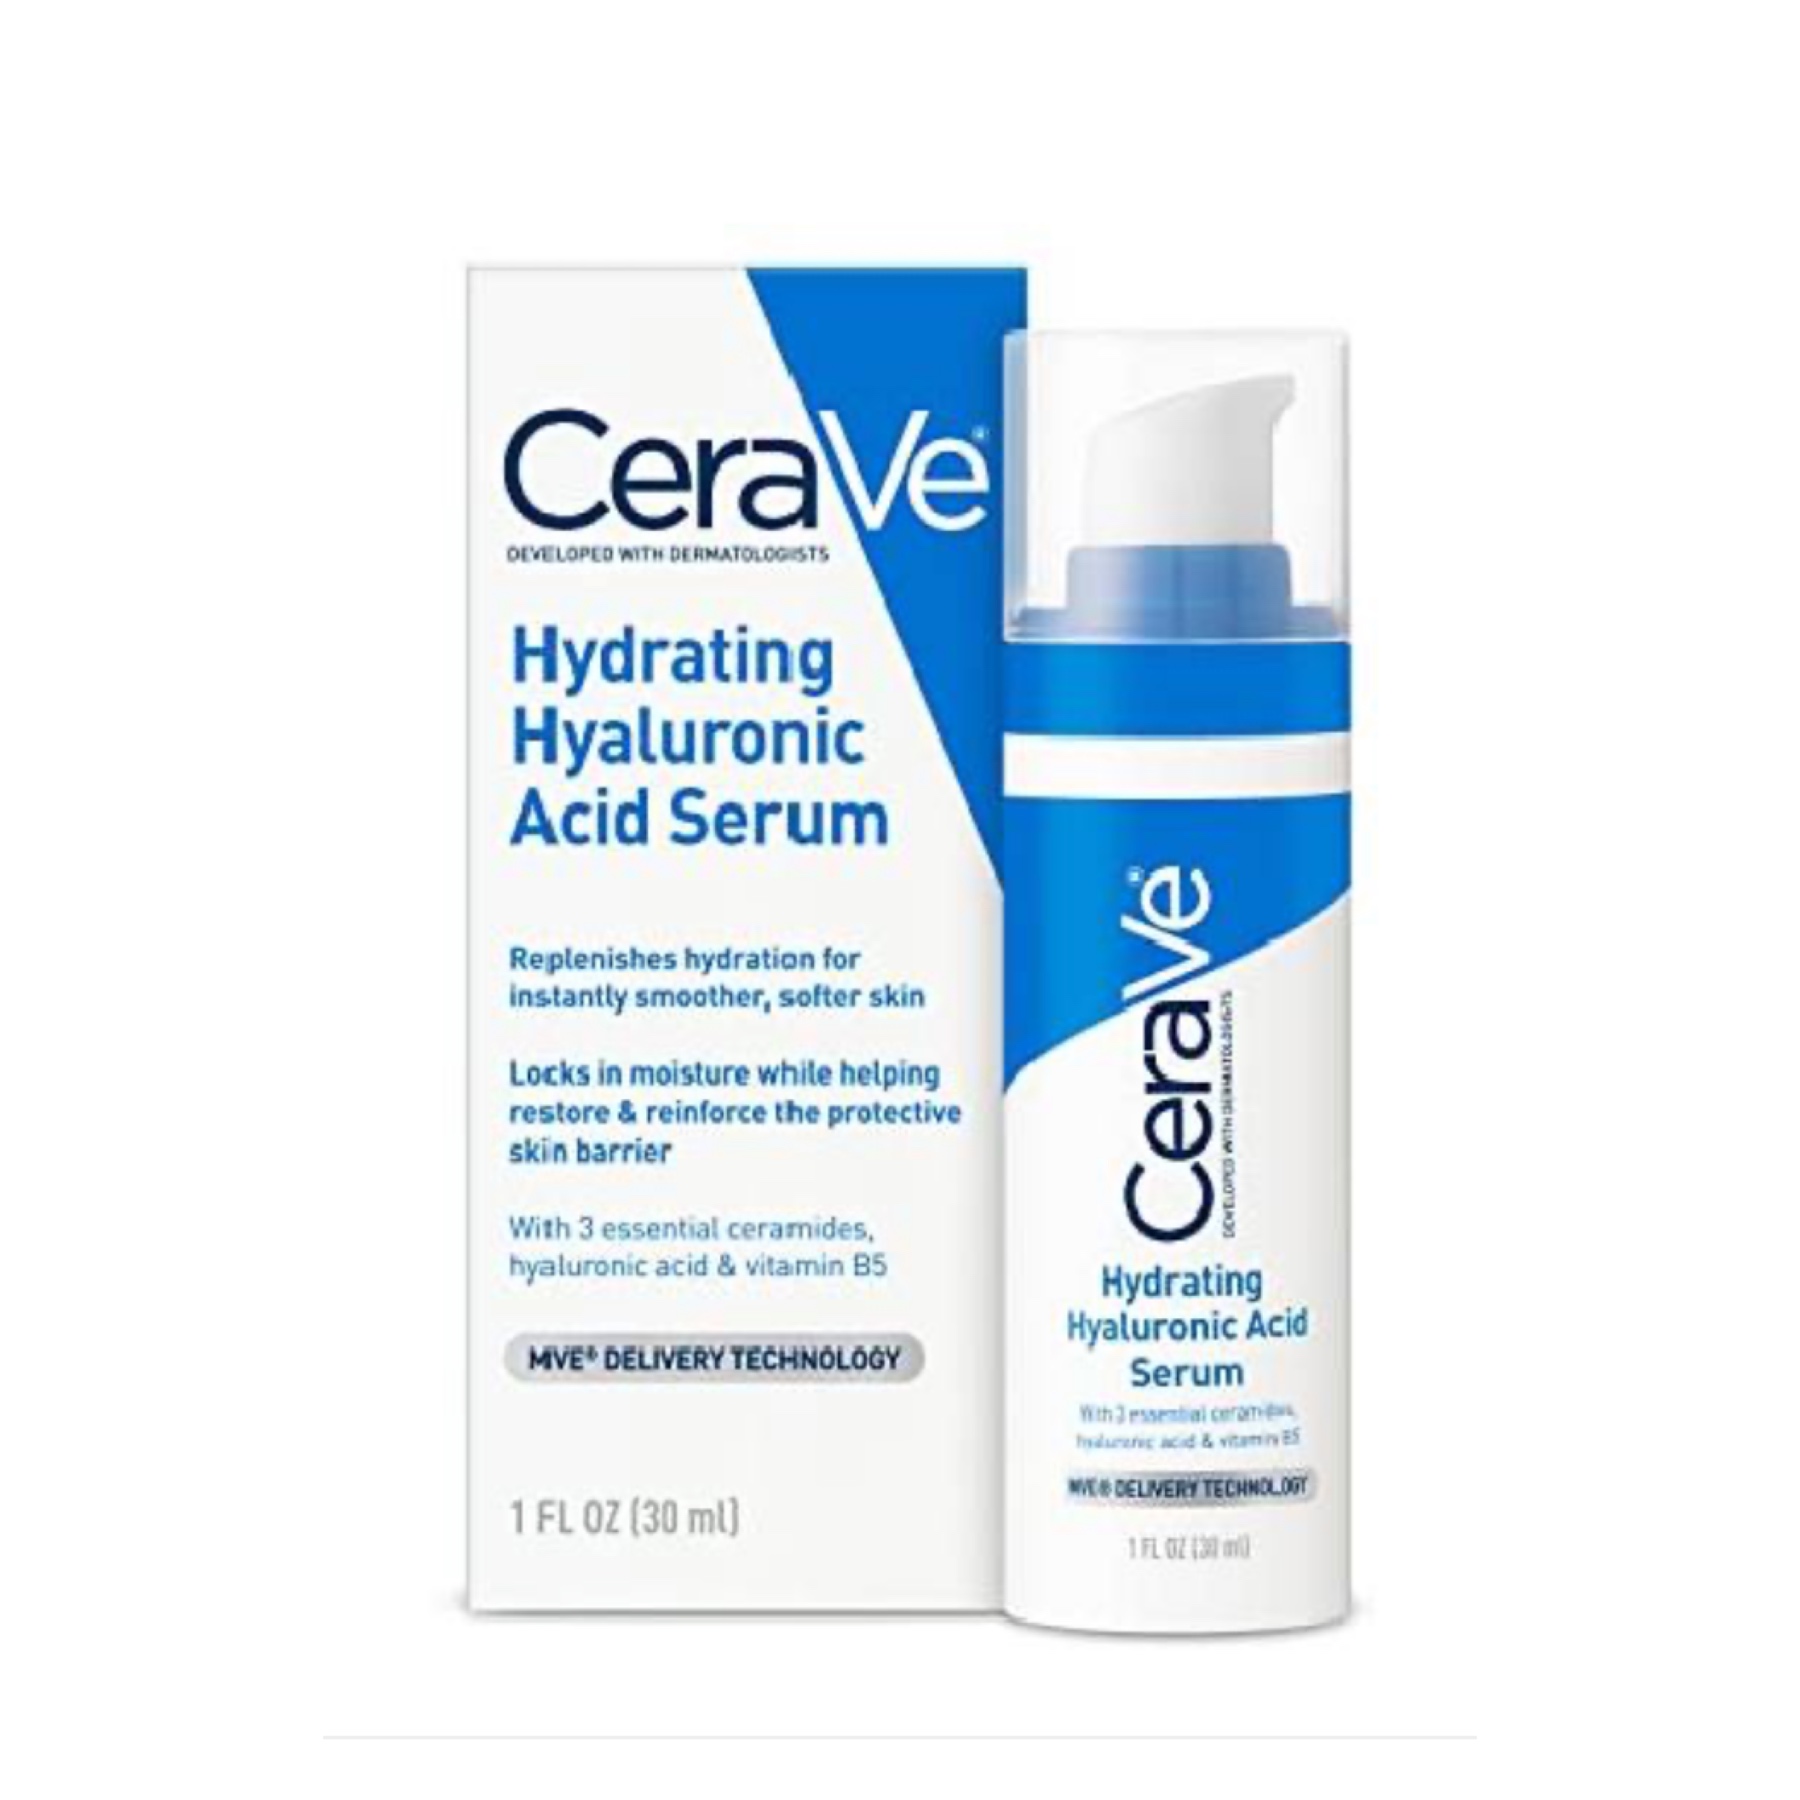 CeraVe®
DEVELOPED WITH DERMATOLOGISTS
Hydrating
Hyaluronic
Acid Serum
Replenishes hydration for
instantly smoother, softer skin
Locks in moisture while helping
restore & reinforce the protective
skin barrier
With 3 essential ceramides,
hyaluronic acid & vitamin B5
MVE® DELIVERY TECHNOLOGY
1 FL OZ (30 ml)
CeraVe®
DEVELOPED WITH DERMATOLOGISTS
Hydrating
Hyaluronic Acid
Serum
With 3 essential ceramides,
hyaluronic acid & vitamin B5
MVE® DELIVERY TECHNOLOGY
1 FL OZ (30 ml)